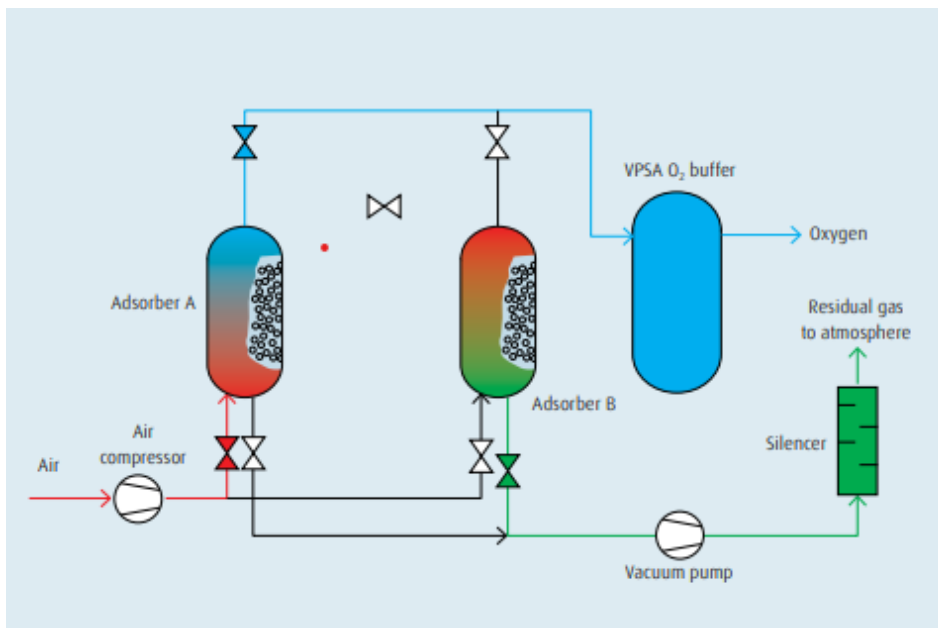 VPSA O₂ buffer
Oxygen
Adsorber A
Residual gas
to atmosphere
Adsorber B
Air
compressor
Air
Silencer
Vacuum pump